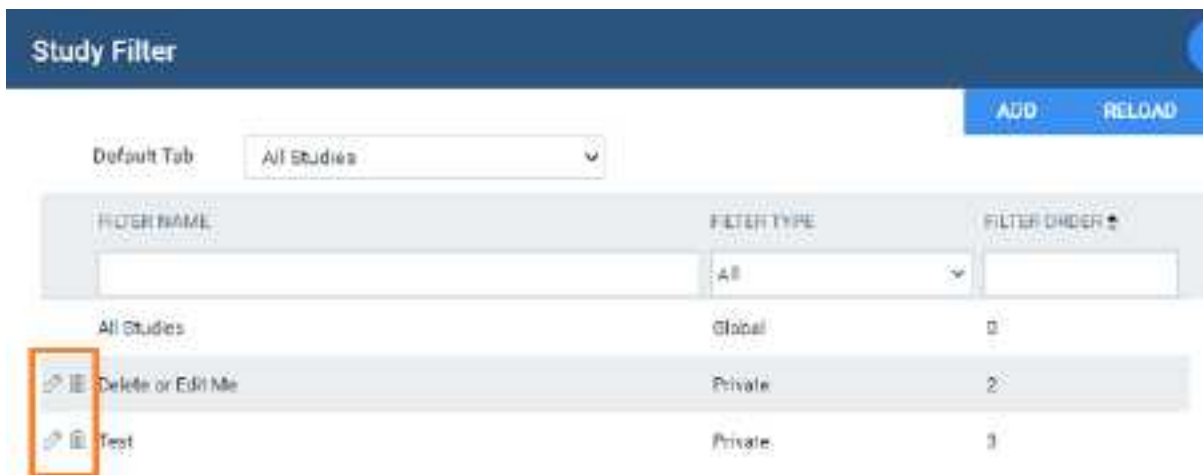 Study Filter
ADD RELOAD
Default Tab All Studies
FILTER NAME FILTER TYPE FILTER ORDER
All
All Studies Global 0
Delete or Edit Me Private 2
Test Private 3